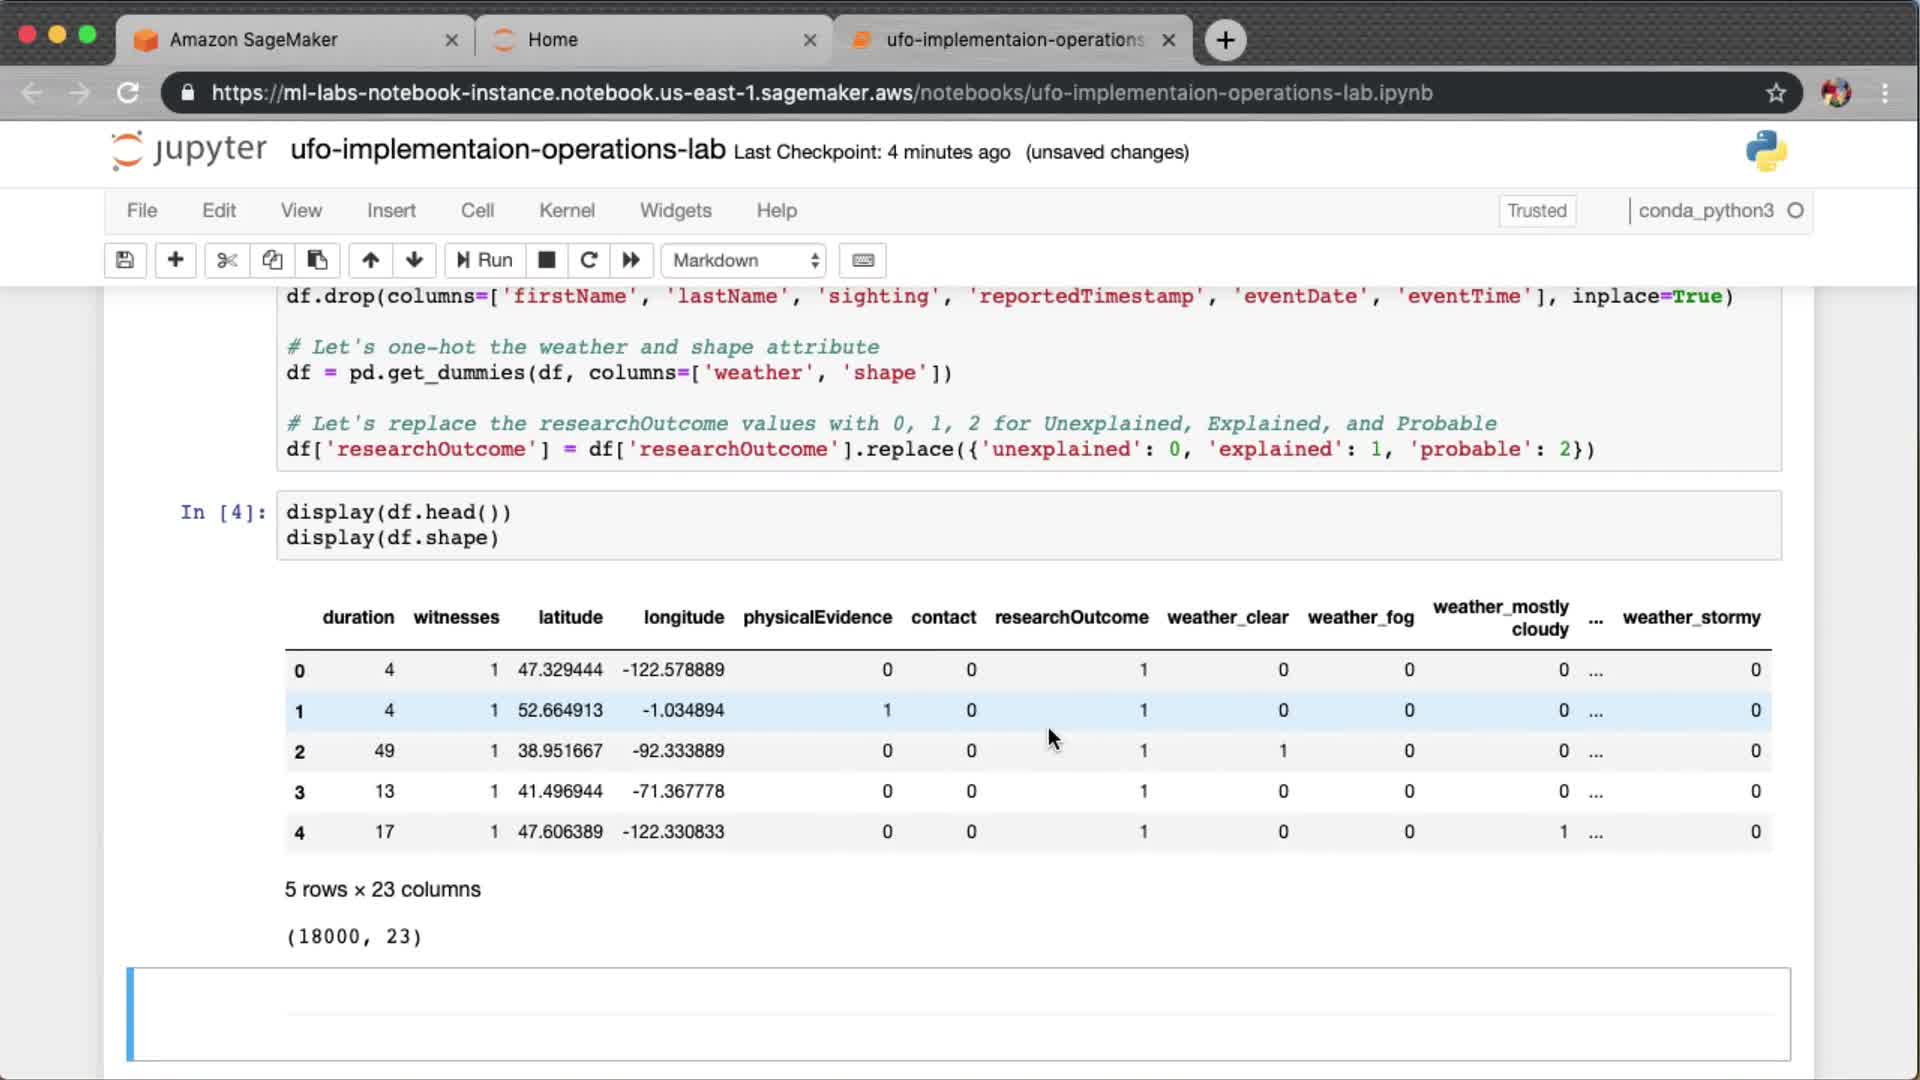 Amazon SageMaker
Home
ufo-implementaion-operations
https://ml-labs-notebook-instance.notebook.us-east-1.sagemaker.aws/notebooks/ufo-implementaion-operations-lab.ipynb
jupyter ufo-implementaion-operations-lab Last Checkpoint: 4 minutes ago (unsaved changes)
File Edit View Insert Cell Kernel Widgets Help Trusted conda_python3
Run Markdown
df.drop(columns=['firstName', 'lastName', 'sighting', 'reportedTimestamp', 'eventDate', 'eventTime'], inplace=True)
# Let's one-hot the weather and shape attribute
df = pd.get_dummies(df, columns=['weather', 'shape'])
# Let's replace the researchOutcome values with 0, 1, 2 for Unexplained, Explained, and Probable
df['researchOutcome'] = df['researchOutcome'].replace({'unexplained': 0, 'explained': 1, 'probable': 2})
In [4]: display(df.head())
display(df.shape)
duration witnesses latitude longitude physicalEvidence contact researchOutcome weather_clear weather_fog weather_mostly cloudy ... weather_stormy
0 4 1 47.329444 -122.578889 0 0 1 0 0 0 ... 0
1 4 1 52.664913 -1.034894 1 0 1 0 0 0 ... 0
2 49 1 38.951667 -92.333889 0 0 1 1 0 0 ... 0
3 13 1 41.496944 -71.367778 0 0 1 0 0 0 ... 0
4 17 1 47.606389 -122.330833 0 0 1 0 0 1 ... 0
5 rows × 23 columns
(18000, 23)